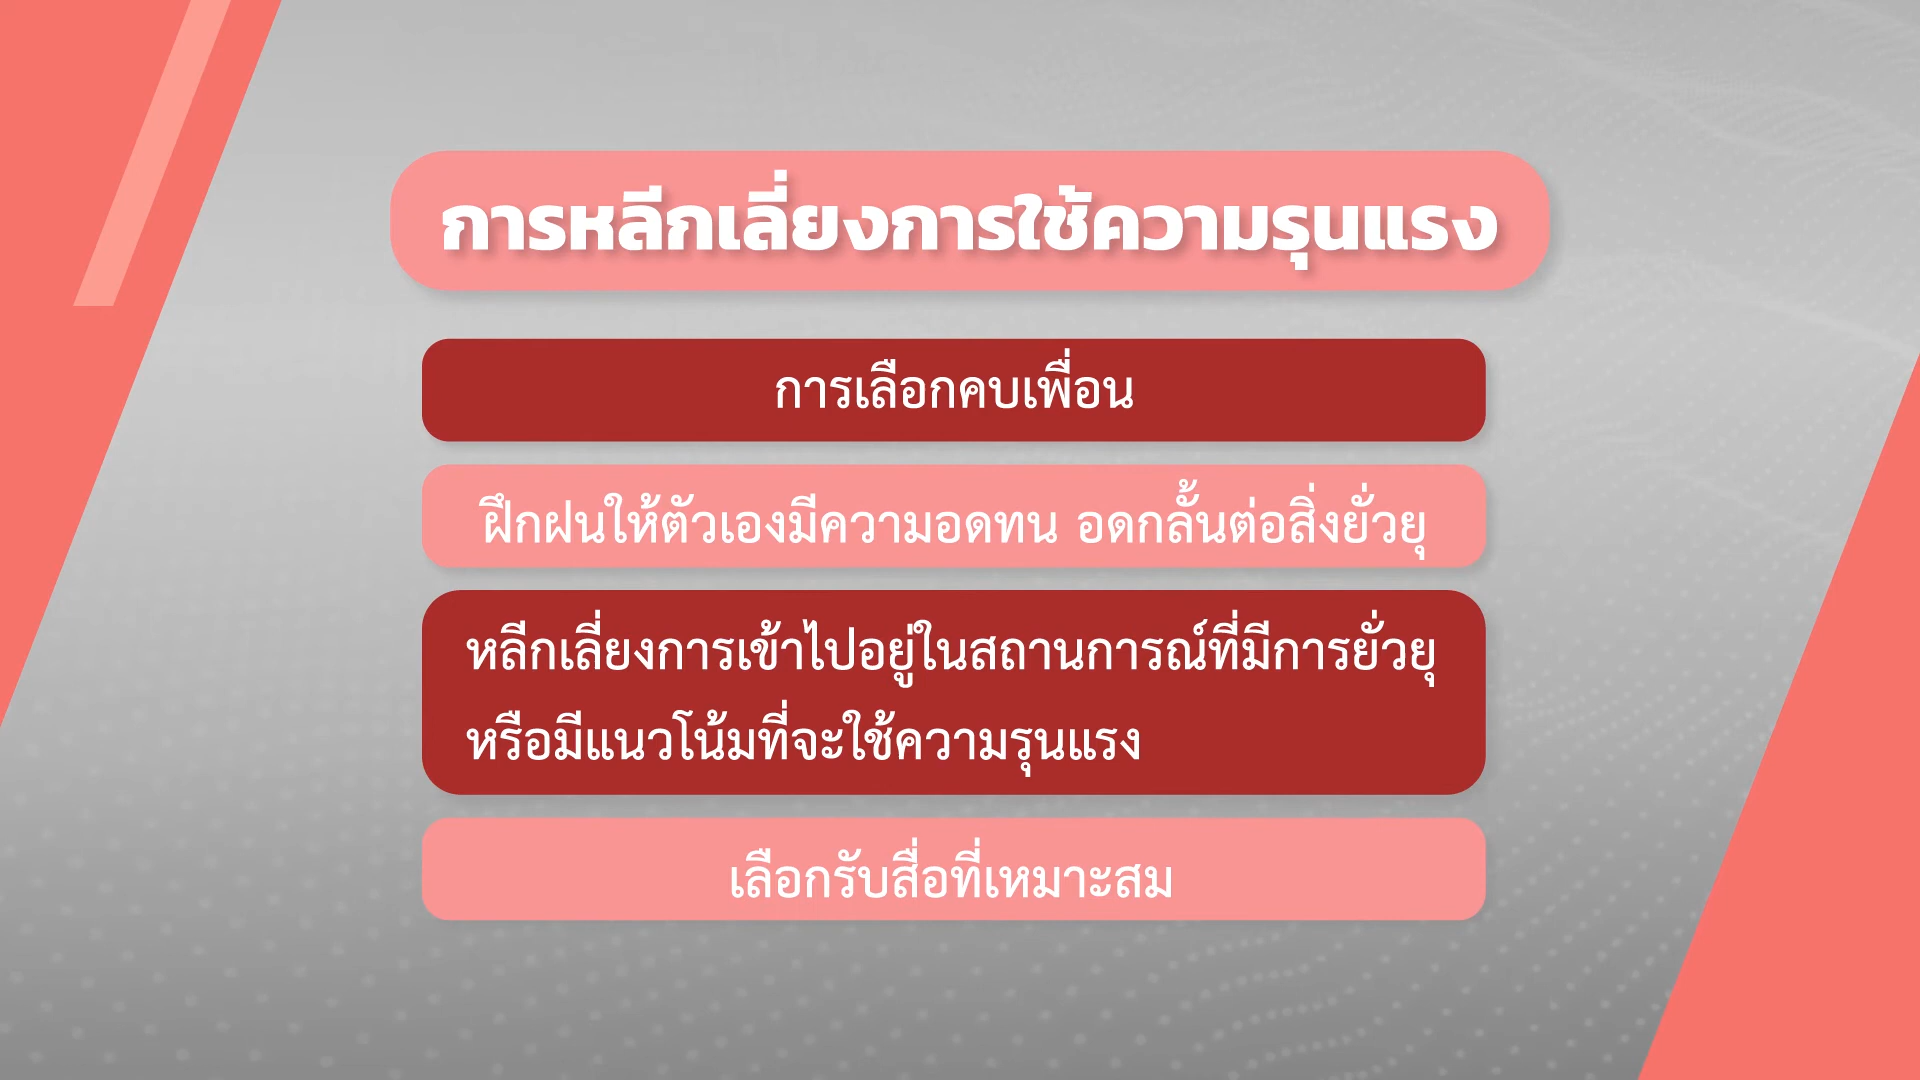 การหลีกเลี่ยงการใช้ความรุนแรง
การเลือกคบเพื่อน
ฝึกฝนให้ตัวเองมีความอดทน อดกลั้นต่อสิ่งยั่วยุ
หลีกเลี่ยงการเข้าไปอยู่ในสถานการณ์ที่มีการยั่วยุ
หรือมีแนวโน้มที่จะใช้ความรุนแรง
เลือกรับสื่อที่เหมาะสม